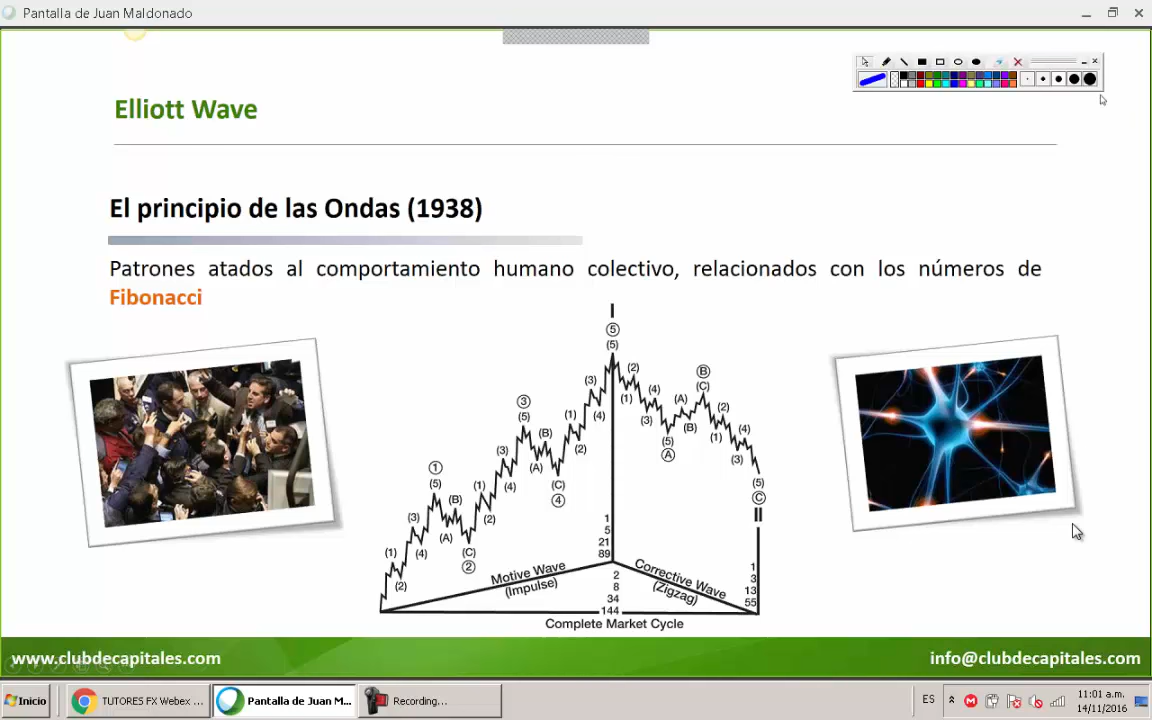 Pantalla de Juan Maldonado
Elliott Wave
El principio de las Ondas (1938)
Patrones atados al comportamiento humano colectivo, relacionados con los números de
Fibonacci
I
5
(5)
(2)
(1)
(4)
(3)
(5)
A
(A)
(B)
B
(C)
(2)
(1)
(4)
(3)
(5)
C
II
(3)
(4)
(1)
(2)
3
(5)
(B)
(A)
(C)
4
(3)
(4)
(1)
(2)
1
(5)
(B)
(A)
(C)
2
(3)
(4)
(1)
(2)
1
5
21
89
Motive Wave
(Impulse)
Corrective Wave
(Zigzag)
2
8
34
144
1
3
13
55
Complete Market Cycle
www.clubdecapitales.com
info@clubdecapitales.com
Inicio
TUTORES FX Webex ...
Pantalla de Juan M...
Recording...
ES
11:01 a.m.
14/11/2016